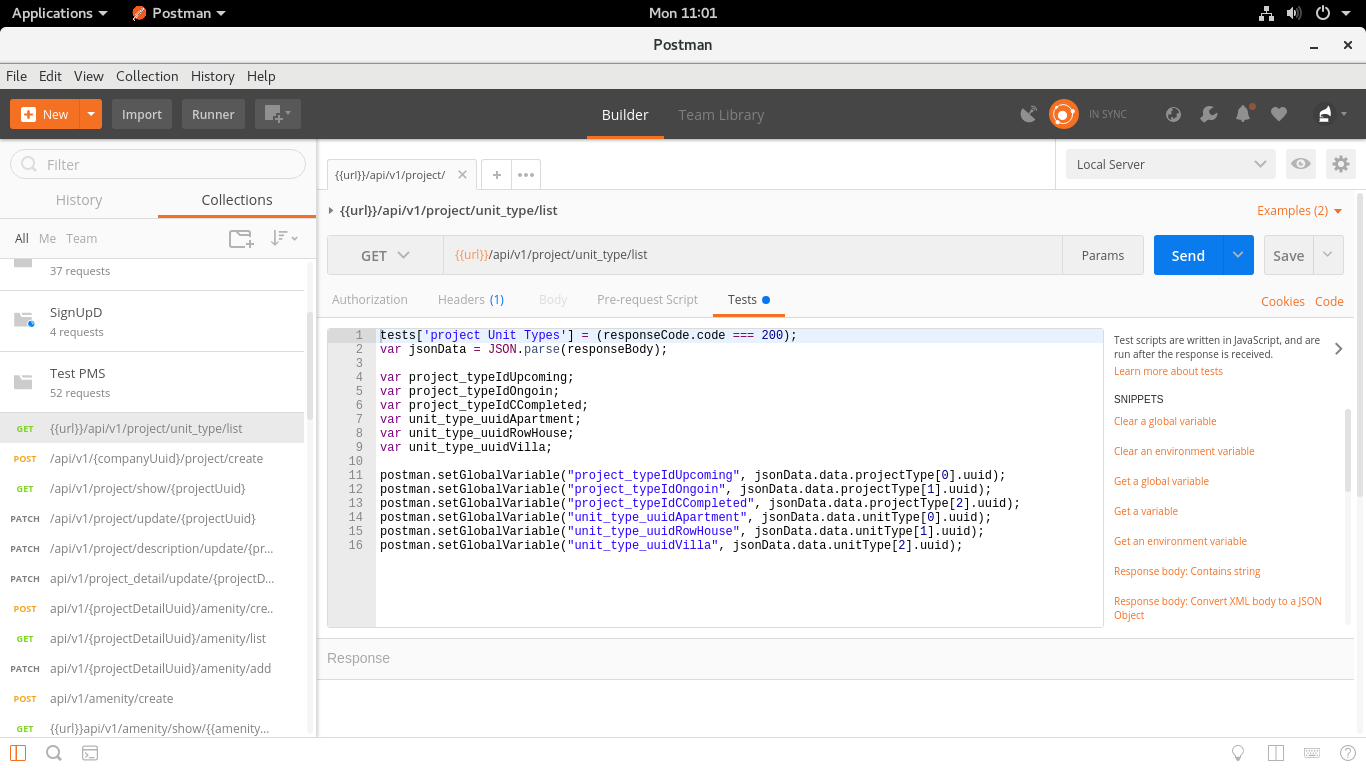 Applications Postman Mon 11:01
Postman
File Edit View Collection History Help
New Import Runner Builder Team Library IN SYNC
Filter
History Collections
All Me Team
37 requests
SignUpD
4 requests
Test PMS
52 requests
GET {{url}}/api/v1/project/unit_type/list
POST /api/v1/{companyUuid}/project/create
GET /api/v1/project/show/{projectUuid}
PATCH /api/v1/project/update/{projectUuid}
PATCH /api/v1/project/description/update/{pr...
PATCH api/v1/project_detail/update/{projectD...
POST api/v1/{projectDetailUuid}/amenity/cre..
GET api/v1/{projectDetailUuid}/amenity/list
PATCH api/v1/{projectDetailUuid}/amenity/add
POST api/v1/amenity/create
GET {{url}}api/v1/amenity/show/{{amenity...
{{url}}/api/v1/project/
Local Server
{{url}}/api/v1/project/unit_type/list Examples (2)
GET {{url}}/api/v1/project/unit_type/list Params Send Save
Authorization Headers (1) Body Pre-request Script Tests Cookies Code
1 tests['project Unit Types'] = (responseCode.code === 200);
2 var jsonData = JSON.parse(responseBody);
3
4 var project_typeIdUpcoming;
5 var project_typeIdOngoin;
6 var project_typeIdCCompleted;
7 var unit_type_uuidApartment;
8 var unit_type_uuidRowHouse;
9 var unit_type_uuidVilla;
10
11 postman.setGlobalVariable("project_typeIdUpcoming", jsonData.data.projectType[0].uuid);
12 postman.setGlobalVariable("project_typeIdOngoin", jsonData.data.projectType[1].uuid);
13 postman.setGlobalVariable("project_typeIdCCompleted", jsonData.data.projectType[2].uuid);
14 postman.setGlobalVariable("unit_type_uuidApartment", jsonData.data.unitType[0].uuid);
15 postman.setGlobalVariable("unit_type_uuidRowHouse", jsonData.data.unitType[1].uuid);
16 postman.setGlobalVariable("unit_type_uuidVilla", jsonData.data.unitType[2].uuid);
Test scripts are written in JavaScript, and are
run after the response is received.
Learn more about tests
SNIPPETS
Clear a global variable
Clear an environment variable
Get a global variable
Get a variable
Get an environment variable
Response body: Contains string
Response body: Convert XML body to a JSON
Object
Response